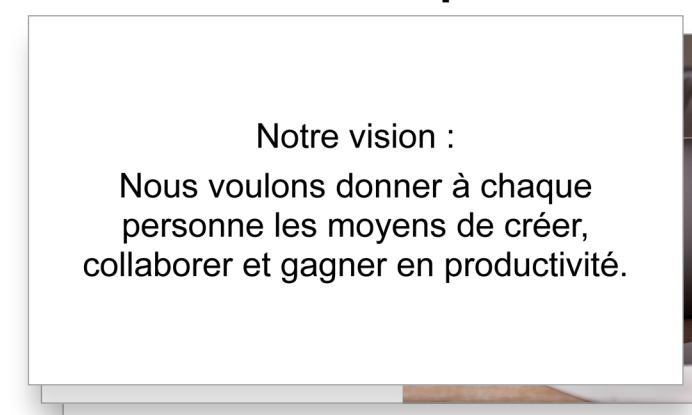 Notre vision :
Nous voulons donner à chaque
personne les moyens de créer,
collaborer et gagner en productivité.